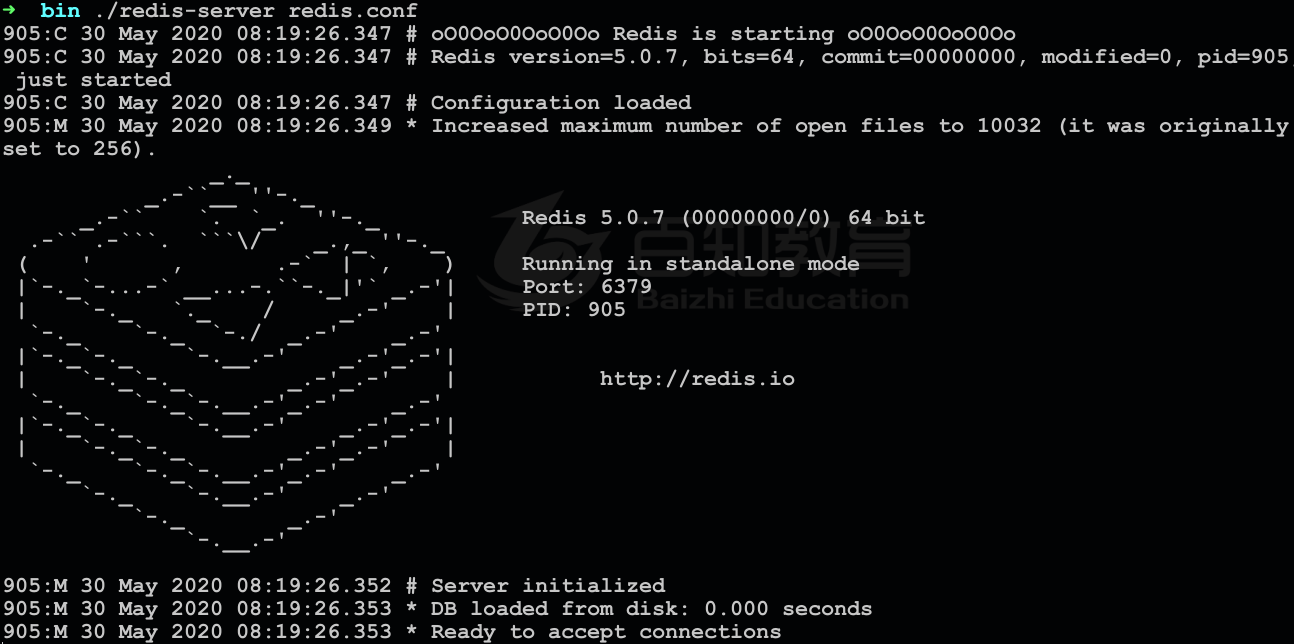 ➜  bin ./redis-server redis.conf
905:C 30 May 2020 08:19:26.347 # oO0OoO0OoO0Oo Redis is starting oO0OoO0OoO0Oo
905:C 30 May 2020 08:19:26.347 # Redis version=5.0.7, bits=64, commit=00000000, modified=0, pid=905,
 just started
905:C 30 May 2020 08:19:26.347 # Configuration loaded
905:M 30 May 2020 08:19:26.349 * Increased maximum number of open files to 10032 (it was originally
set to 256).
Redis 5.0.7 (00000000/0) 64 bit
百知教育
Running in standalone mode
Port: 6379
Baizhi Education
PID: 905
http://redis.io
905:M 30 May 2020 08:19:26.352 # Server initialized
905:M 30 May 2020 08:19:26.353 * DB loaded from disk: 0.000 seconds
905:M 30 May 2020 08:19:26.353 * Ready to accept connections